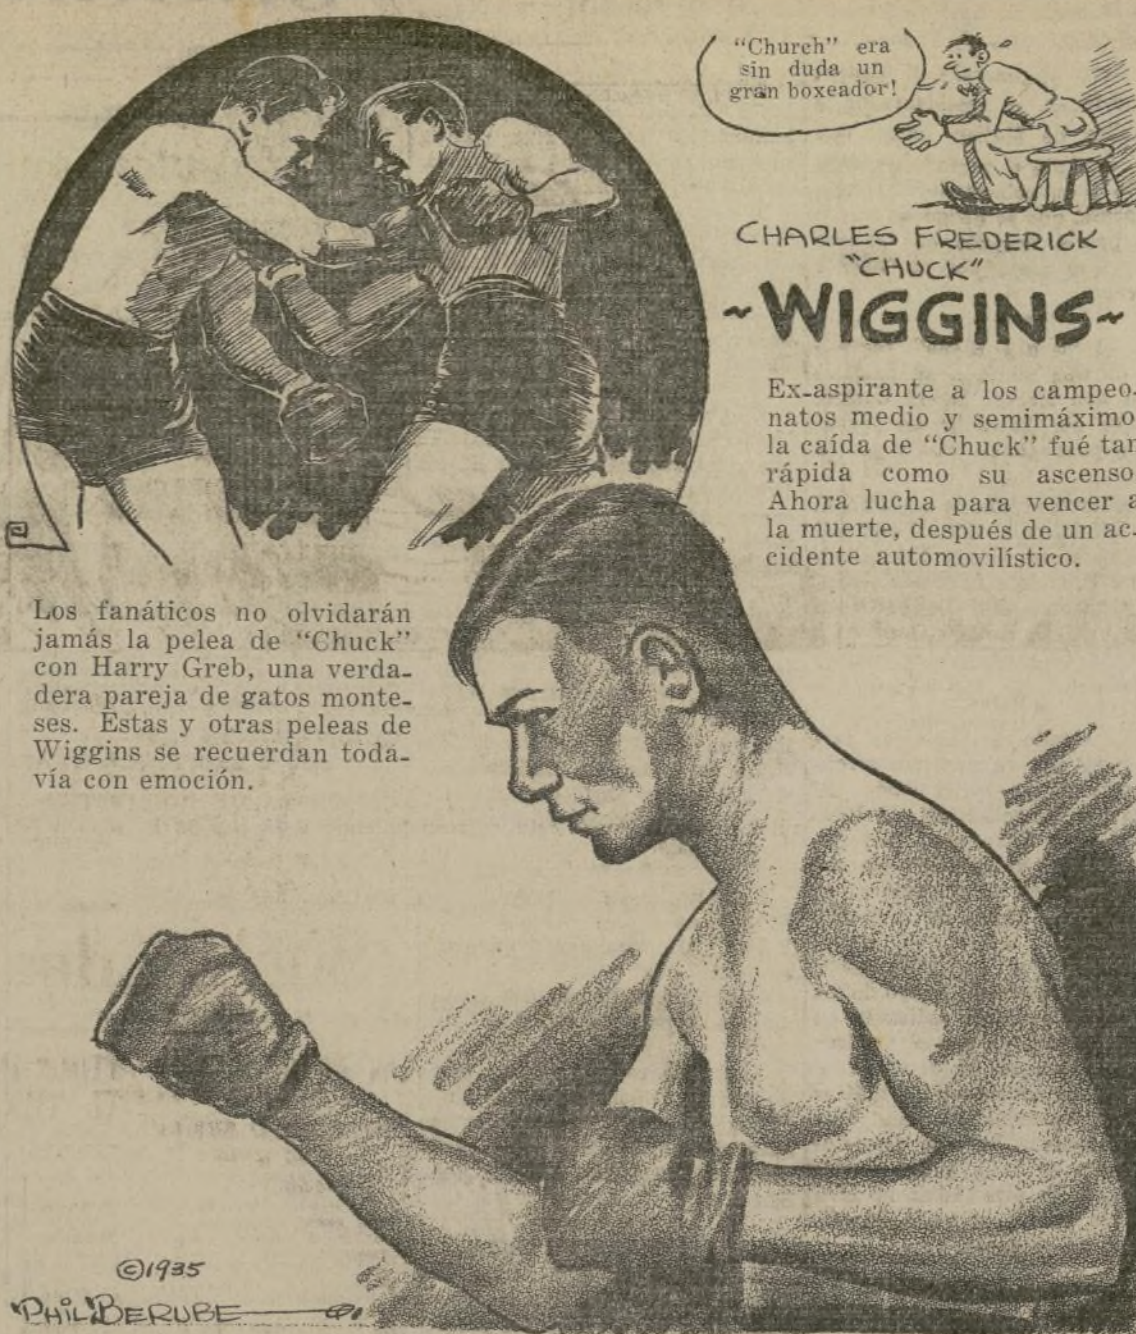 "Church" era
sin duda un
gran boxeador!
CHARLES FREDERICK
"CHUCK"
~WIGGINS~
Ex-aspirante a los campeo-
natos medio y semimáximo
la caída de "Chuck" fué tan
rápida como su ascenso
Ahora lucha para vencer a
la muerte, después de un ac-
cidente automovilístico.
Los fanáticos no olvidarán
jamás la pelea de "Chuck"
con Harry Greb, una verda-
dera pareja de gatos monte-
ses. Estas y otras peleas de
Wiggins se recuerdan toda-
vía con emoción.
©1935
"PHIL" BERUBE